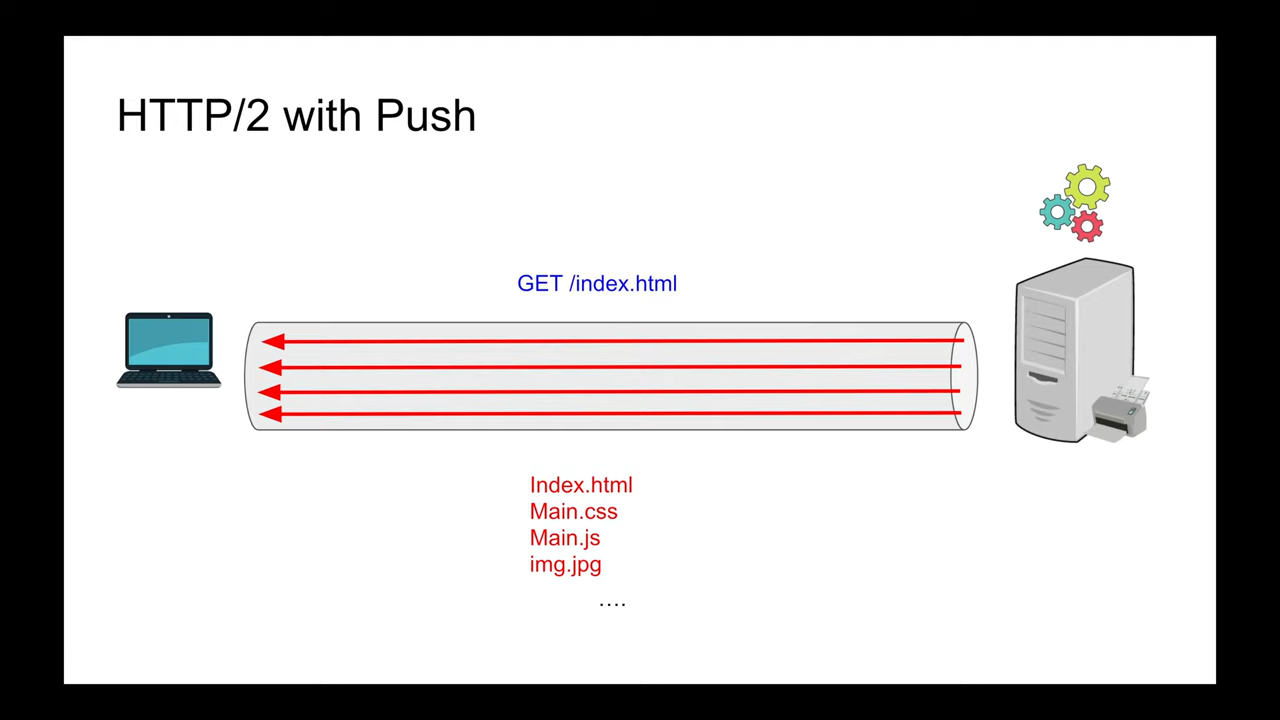 HTTP/2 with Push
GET /index.html
Index.html
Main.css
Main.js
img.jpg
....